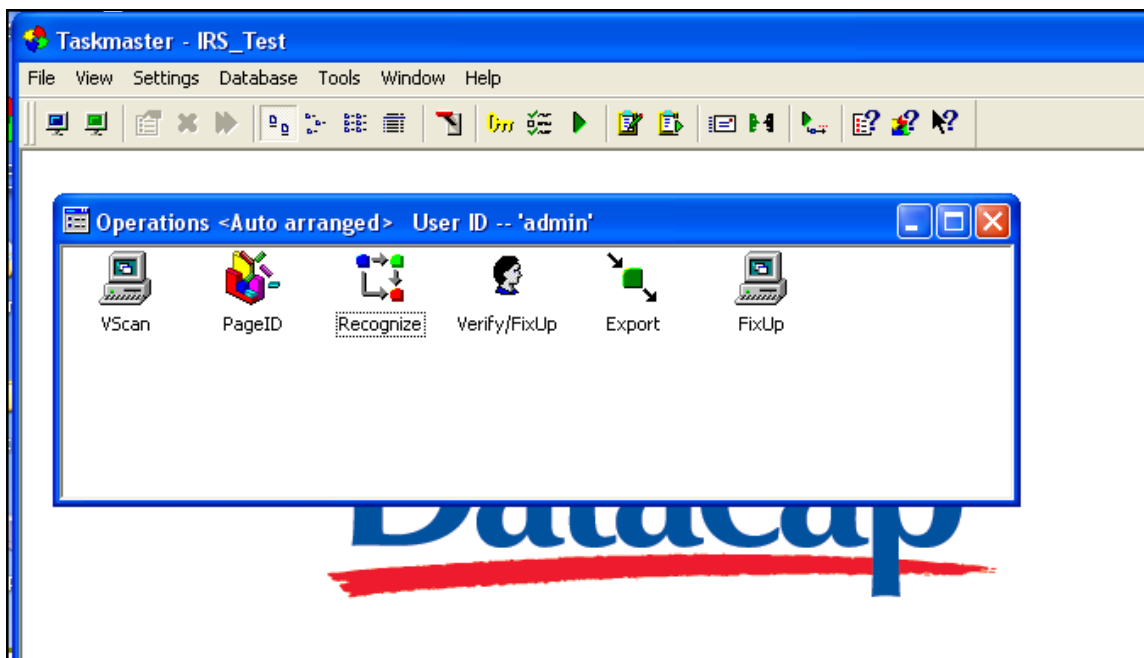 Taskmaster - IRS_Test
File View Settings Database Tools Window Help
Operations <Auto arranged> User ID -- 'admin'
VScan PageID Recognize Verify/FixUp Export FixUp
Datacap